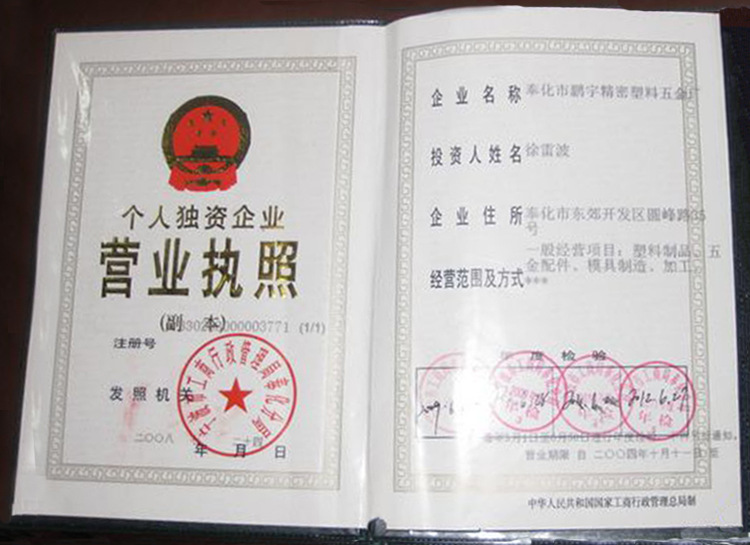 个人独资企业
营业执照
(副 本)
(1/1)
注册号
发照机关
二〇〇八年 月 日
企业名称 奉化市鹏宇精密塑料五金厂
投资人姓名 徐雷波
企业住所 奉化市东郊开发区圆峰路35号
经营范围及方式 一般经营项目:塑料制品、五金配件、模具制造、加工。
***
年度检验
2012.6.27
营业期限 自 二〇〇四年十月十一日至
中华人民共和国国家工商行政管理总局制